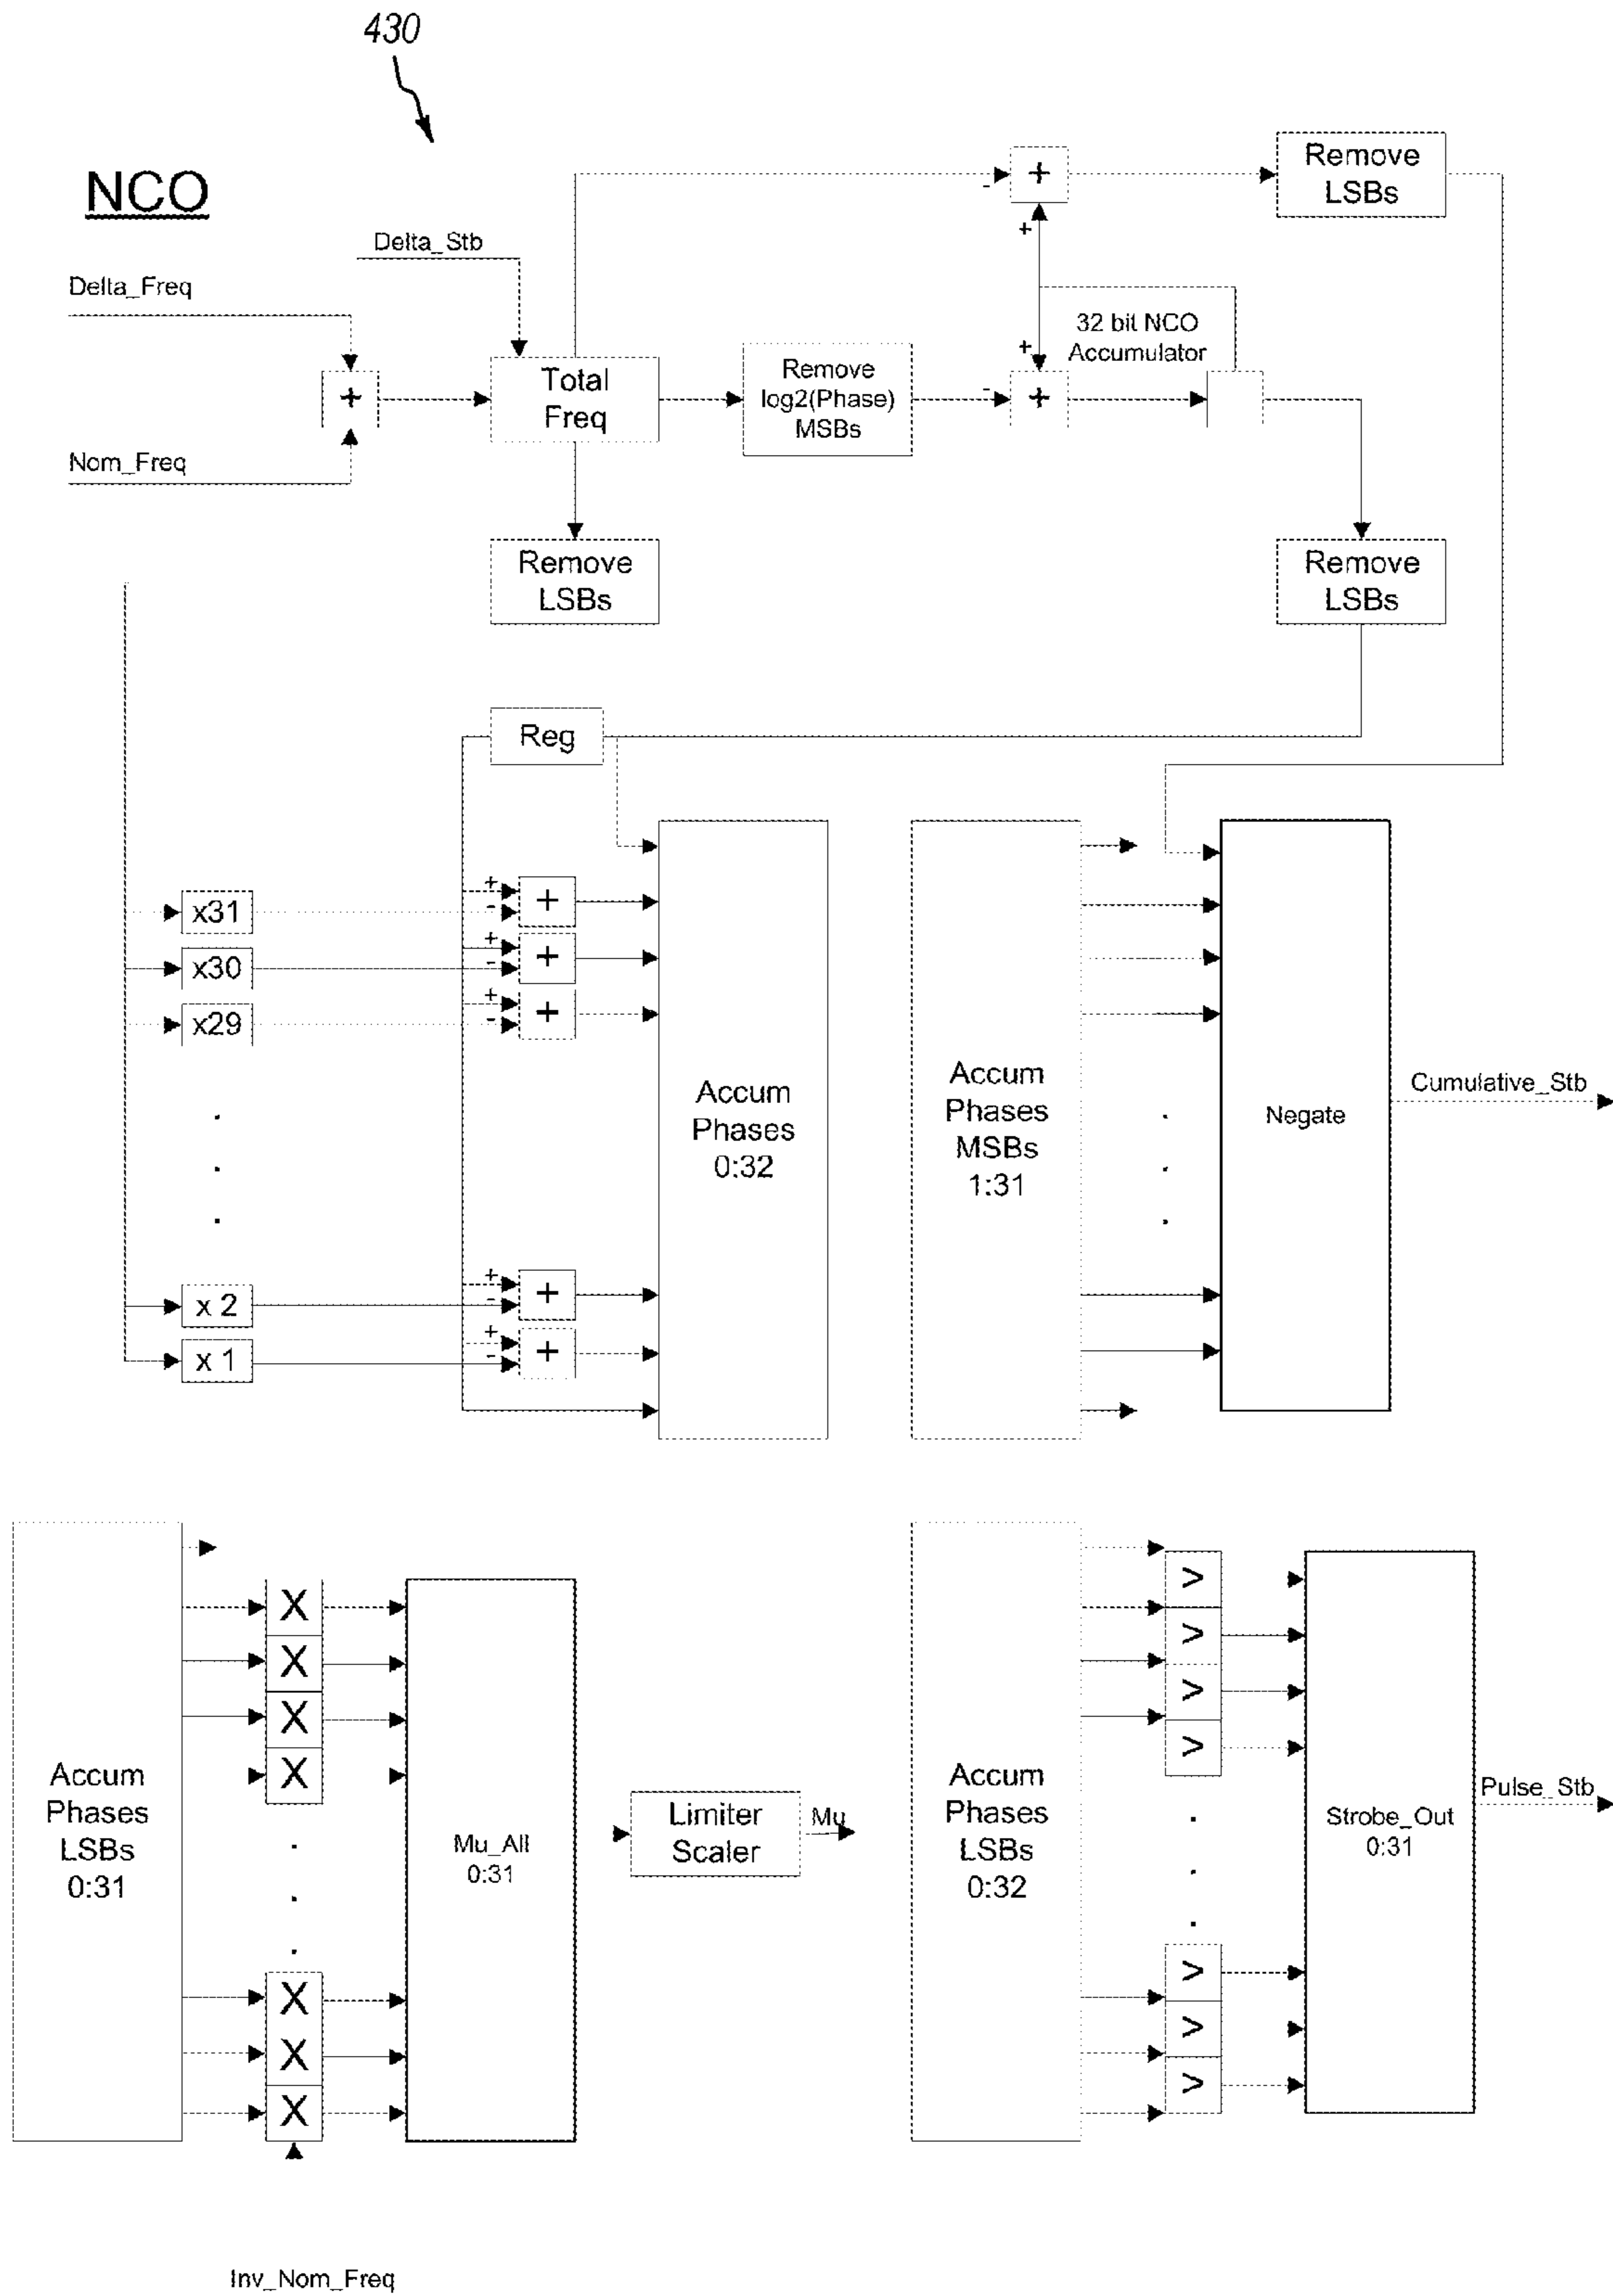 430
NCO
Delta_Freq
Delta_Stb
Nom_Freq
+
Total
Freq
Remove
log2(Phase)
MSBs
-
+
+
+
-
+
32 bit NCO
Accumulator
Remove
LSBs
Remove
LSBs
Remove
LSBs
Reg
x31
+
-
+
x30
+
-
+
x29
+
-
+
.
.
.
x 2
+
-
+
x 1
+
-
+
Accum
Phases
0:32
Accum
Phases
MSBs
1:31
.
.
.
Negate
Cumulative_Stb
Accum
Phases
LSBs
0:31
X
X
X
X
.
.
.
X
X
X
Inv_Nom_Freq
Mu_All
0:31
Limiter
Scaler
Mu
Accum
Phases
LSBs
0:32
>
>
>
>
.
.
.
>
>
>
Strobe_Out
0:31
Pulse_Stb